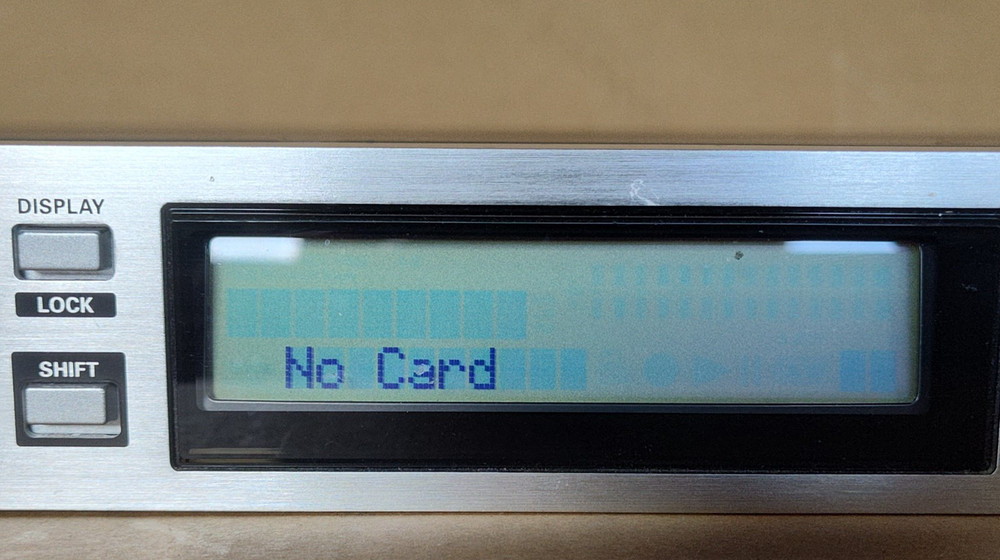 DISPLAY
LOCK
SHIFT
No Card